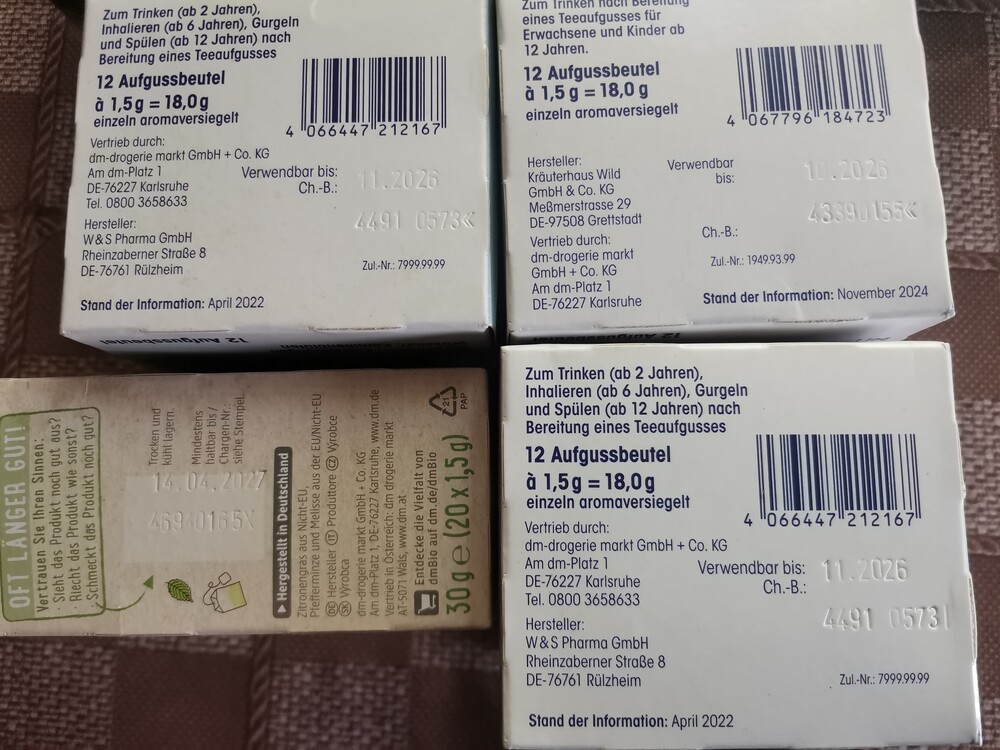 Zum Trinken (ab 2 Jahren),
Inhalieren (ab 6 Jahren), Gurgeln
und Spülen (ab 12 Jahren) nach
Bereitung eines Teeaufgusses
12 Aufgussbeutel
à 1,5 g = 18,0 g
einzeln aromaversiegelt
4 066447 212167
Vertrieb durch:
dm-drogerie markt GmbH + Co. KG
Am dm-Platz 1
DE-76227 Karlsruhe
Tel. 0800 3658633
Verwendbar bis: 11.2026
Ch.-B.: 4491 0573
Hersteller:
W&S Pharma GmbH
Rheinzaberner Straße 8
DE-76761 Rülzheim
Zul.-Nr.: 7999.99.99
Stand der Information: April 2022
12 Aufgussbeutel
Zum Trinken nach Bereitung
eines Teeaufgusses für
Erwachsene und Kinder ab
12 Jahren.
12 Aufgussbeutel
à 1,5 g = 18,0 g
einzeln aromaversiegelt
4 067796 184723
Hersteller:
Kräuterhaus Wild
GmbH & Co. KG
Meßmerstrasse 29
DE-97508 Grettstadt
Vertrieb durch:
dm-drogerie markt
GmbH + Co. KG
Am dm-Platz 1
DE-76227 Karlsruhe
Verwendbar
bis: 10.2026
Ch.-B.:
Zul.-Nr.: 1949.93.99
Stand der Information: November 2024
12 Aufgussbeutel
OFT LÄNGER GUT!
Vertrauen Sie Ihren Sinnen:
Sieht das Produkt noch gut aus?
Riecht das Produkt wie sonst?
Schmeckt das Produkt noch gut?
Trocken und
kühl lagern.
Mindestens
haltbar bis /
Chargen-Nr.:
siehe Stempel.
14.04.2027
Hergestellt in Deutschland
Zitronengras aus Nicht-EU,
Pfefferminze und Melisse aus der EU/Nicht-EU
DE Hersteller IT Produttore CZ Výrobce
SK Výrobca
dm-drogerie markt GmbH + Co. KG
Am dm-Platz 1, DE-76227 Karlsruhe, www.dm.de
Vertrieb in Österreich: dm drogerie markt
AT-5071 Wals, www.dm.at
Entdecke die Vielfalt von
dmBio auf dm.de/dmBio
30 g e (20 x 1,5 g)
21
PAP
Zum Trinken (ab 2 Jahren),
Inhalieren (ab 6 Jahren), Gurgeln
und Spülen (ab 12 Jahren) nach
Bereitung eines Teeaufgusses
12 Aufgussbeutel
à 1,5 g = 18,0 g
einzeln aromaversiegelt
4 066447 212167
Vertrieb durch:
dm-drogerie markt GmbH + Co. KG
Am dm-Platz 1
DE-76227 Karlsruhe
Tel. 0800 3658633
Verwendbar bis: 11.2026
Ch.-B.: 4491 0573
Hersteller:
W&S Pharma GmbH
Rheinzaberner Straße 8
DE-76761 Rülzheim
Zul.-Nr.: 7999.99.99
Stand der Information: April 2022